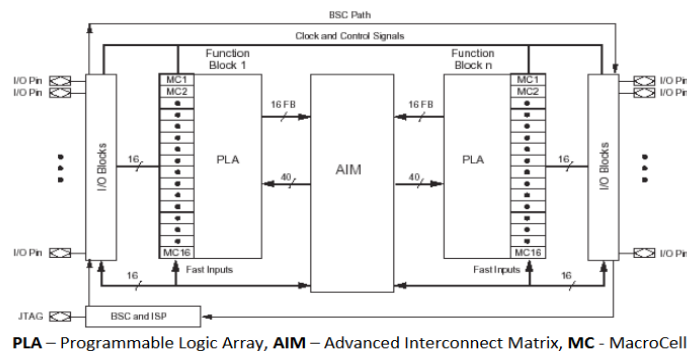 BSC Path
Clock and Control Signals
Function
Block 1
Function
Block n
I/O Pin
I/O Pin
I/O Pin
I/O Blocks
16
MC1
MC2
MC16
PLA
16 FB
40
AIM
16 FB
40
PLA
MC1
MC2
MC16
16
I/O Blocks
I/O Pin
I/O Pin
I/O Pin
16
Fast Inputs
Fast Inputs
16
JTAG
BSC and ISP
PLA – Programmable Logic Array, AIM – Advanced Interconnect Matrix, MC - MacroCell